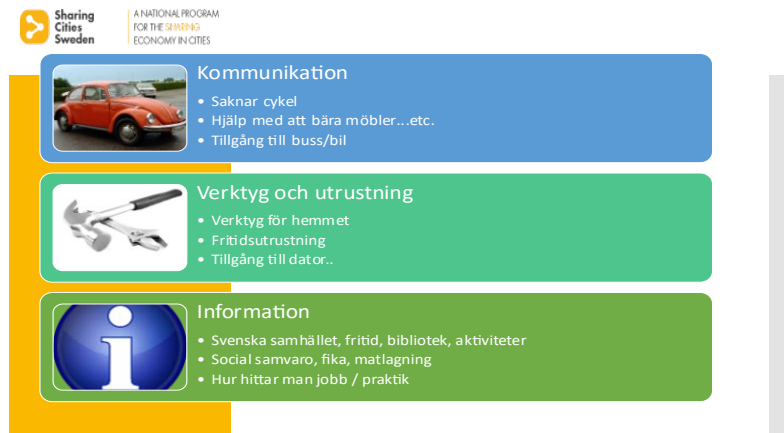 Sharing
Cities
Sweden
A NATIONAL PROGRAM
FOR THE SHARING
ECONOMY IN CITIES
Kommunikation
• Saknar cykel
• Hjälp med att bära möbler...etc.
• Tillgång till buss/bil
Verktyg och utrustning
• Verktyg för hemmet
• Fritidsutrustning
• Tillgång till dator..
Information
• Svenska samhället, fritid, bibliotek, aktiviteter
• Social samvaro, fika, matlagning
• Hur hittar man jobb / praktik